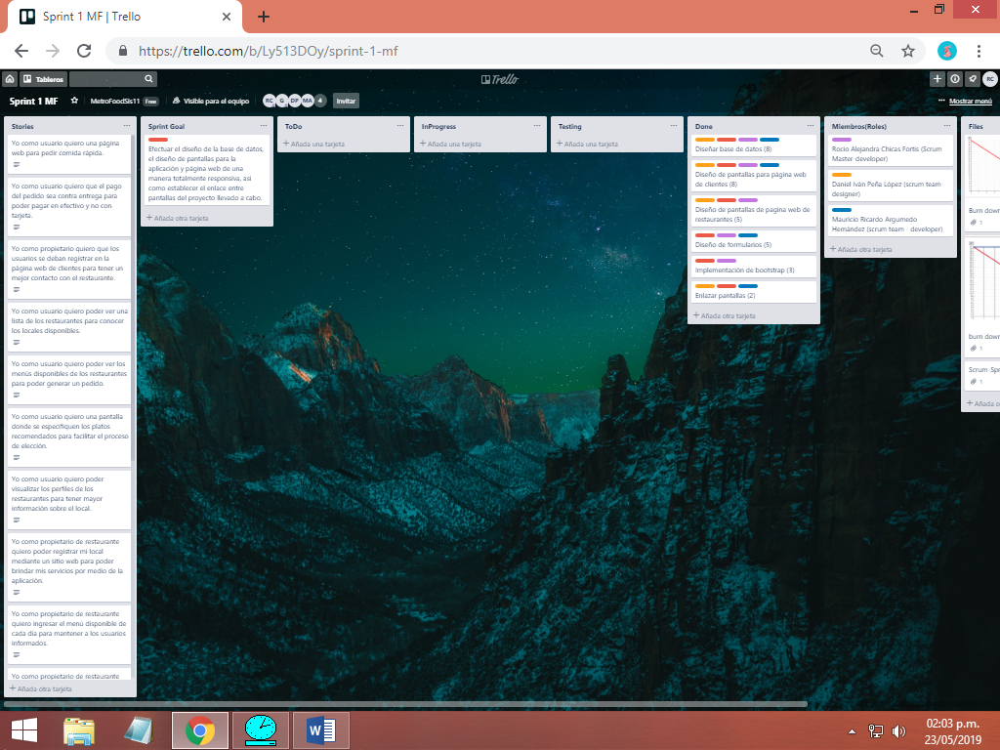 Sprint 1 MF | Trello
https://trello.com/b/Ly513DOy/sprint-1-mf
Tableros
Trello
RC
Sprint 1 MF
MetroFoodSis11
Free
Visible para el equipo
RC
G
DP
MA
4
Invitar
Mostrar menú
Stories
Yo como usuario quiero una página
web para pedir comida rápida.
Yo como usuario quiero que el pago
del pedido sea contra entrega para
poder pagar en efectivo y no con
tarjeta.
Yo como propietario quiero que los
usuarios se deban registrar en la
página web de clientes para tener un
mejor contacto con el restaurante.
Yo como usuario quiero poder ver una
lista de los restaurantes para conocer
los locales disponibles.
Yo como usuario quiero poder ver los
menús disponibles de los restaurantes
para poder generar un pedido.
Yo como usuario quiero una pantalla
donde se especifiquen los platos
recomendados para facilitar el proceso
de elección.
Yo como usuario quiero poder
visualizar los perfiles de los
restaurantes para tener mayor
información sobre el local.
Yo como propietario de restaurante
quiero poder registrar mi local
mediante un sitio web para poder
brindar mis servicios por medio de la
aplicación.
Yo como propietario de restaurante
quiero ingresar el menú disponible de
cada día para mantener a los usuarios
informados.
Yo como propietario de restaurante
+ Añada otra tarjeta
Sprint Goal
Efectuar el diseño de la base de datos,
el diseño de pantallas para la
aplicación y página web de una
manera totalmente responsiva, asi
como establecer el enlace entre
pantallas del proyecto llevado a cabo.
+ Añada otra tarjeta
ToDo
+ Añada una tarjeta
InProgress
+ Añada una tarjeta
Testing
+ Añada una tarjeta
Done
Diseñar base de datos (8)
Diseño de pantallas para página web
de clientes (8)
Diseño de pantallas de pagina web de
restaurantes (5)
Diseño de formularios (5)
Implementación de bootstrap (3)
Enlazar pantallas (2)
+ Añada otra tarjeta
Miembros(Roles)
Rocio Alejandra Chicas Fortis (Scrum
Master-developer)
Daniel Iván Peña López (scrum team-
designer)
Mauricio Ricardo Argumedo
Hernández (scrum team - developer)
+ Añada otra tarjeta
Files
Burn down
1
burn down
1
Scrum-Spr
1
+ Añada o
02:03 p.m.
23/05/2019